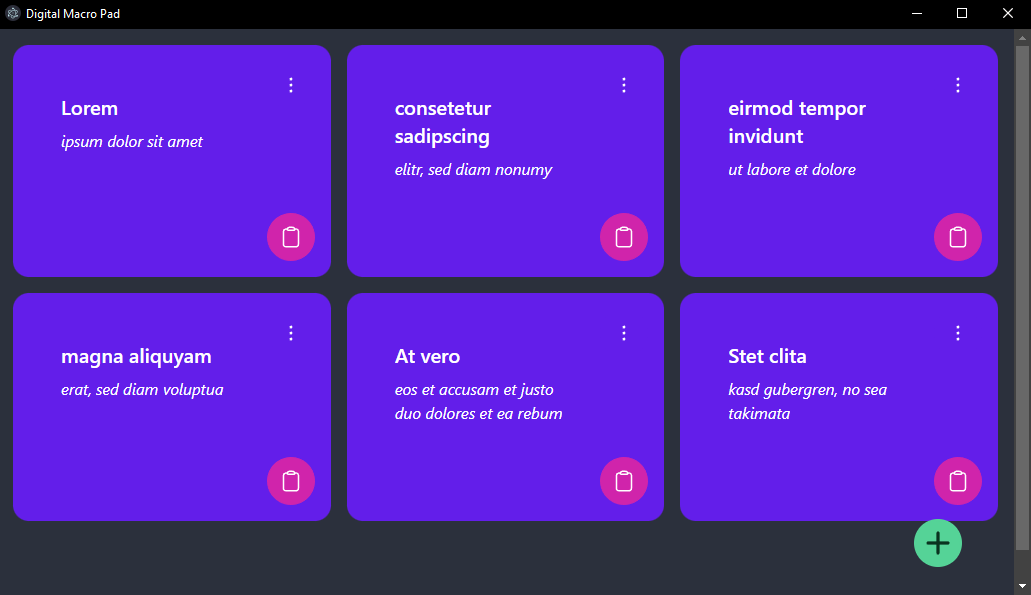 Digital Macro Pad
Lorem
ipsum dolor sit amet
consetetur
sadipscing
elitr, sed diam nonumy
eirmod tempor
invidunt
ut labore et dolore
magna aliquyam
erat, sed diam voluptua
At vero
eos et accusam et justo
duo dolores et ea rebum
Stet clita
kasd gubergren, no sea
takimata